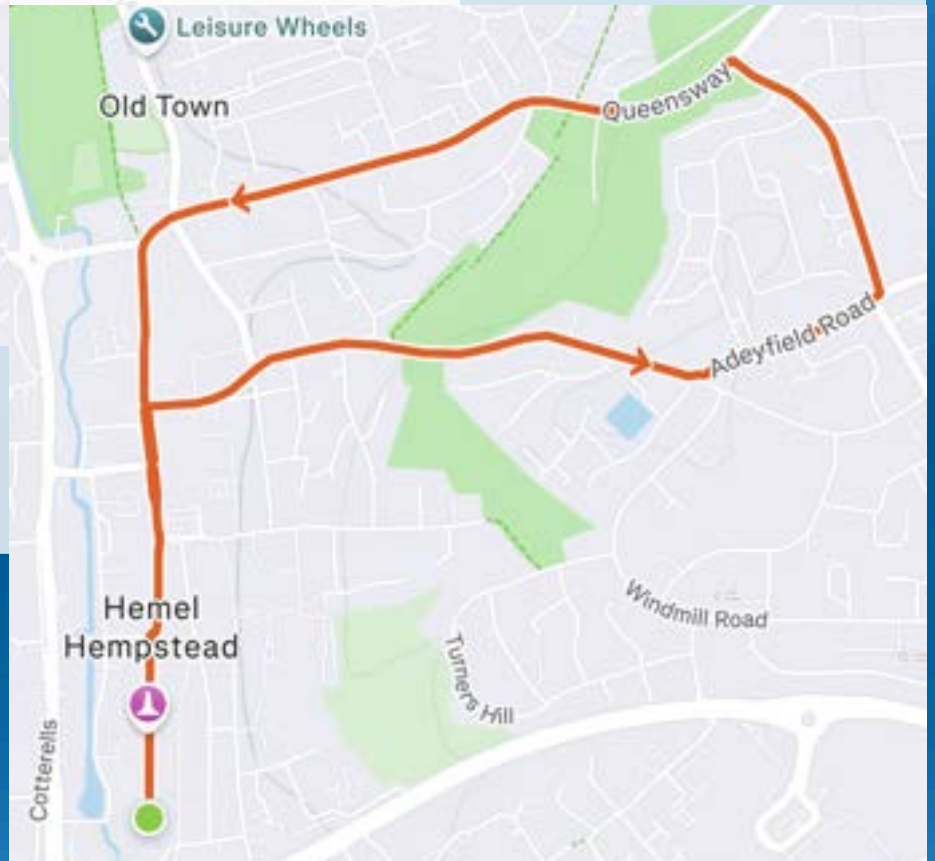 Leisure Wheels
Old Town
Queensway
Adeyfield Road
Hemel
Hempstead
Windmill Road
Turners Hill
Cotterells